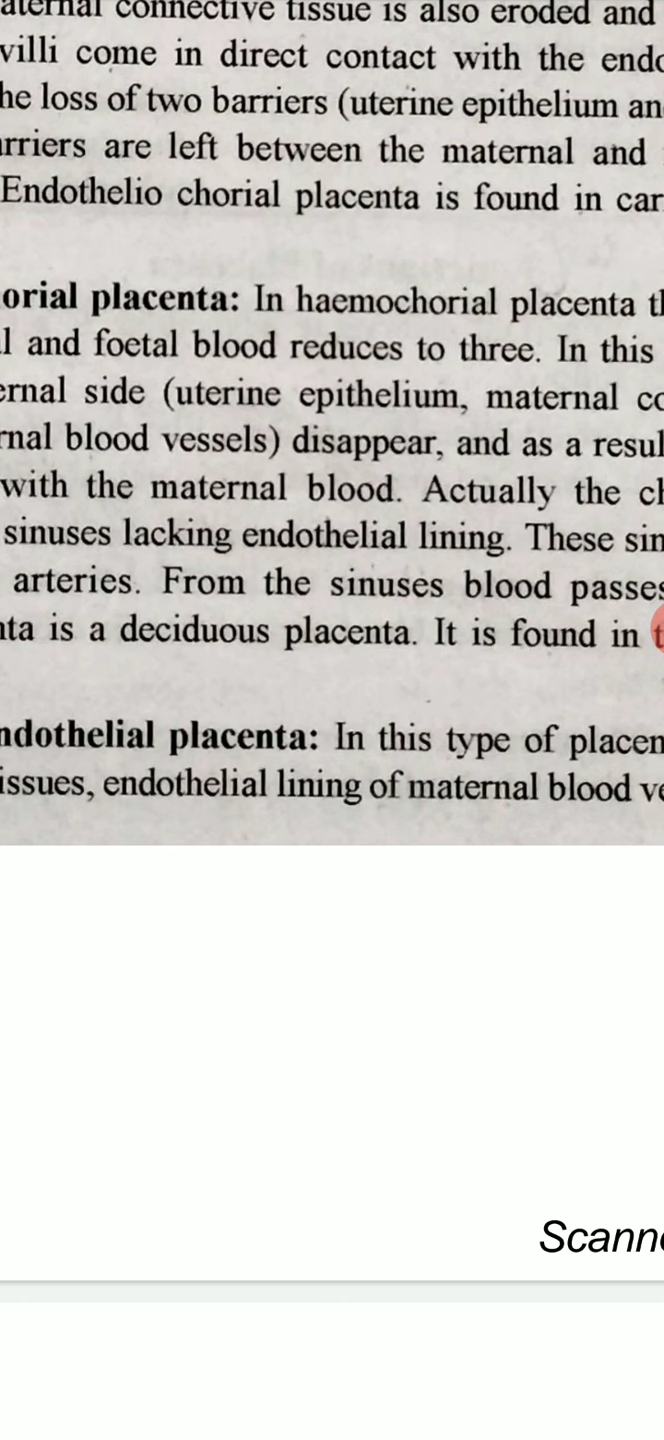 aternal connective tissue is also eroded and
villi come in direct contact with the endo
he loss of two barriers (uterine epithelium an
rriers are left between the maternal and
Endothelio chorial placenta is found in car
orial placenta: In haemochorial placenta th
l and foetal blood reduces to three. In this
ernal side (uterine epithelium, maternal co
rnal blood vessels) disappear, and as a resul
with the maternal blood. Actually the ch
sinuses lacking endothelial lining. These sin
arteries. From the sinuses blood passes
nta is a deciduous placenta. It is found in t
ndothelial placenta: In this type of placen
issues, endothelial lining of maternal blood ve
Scanne